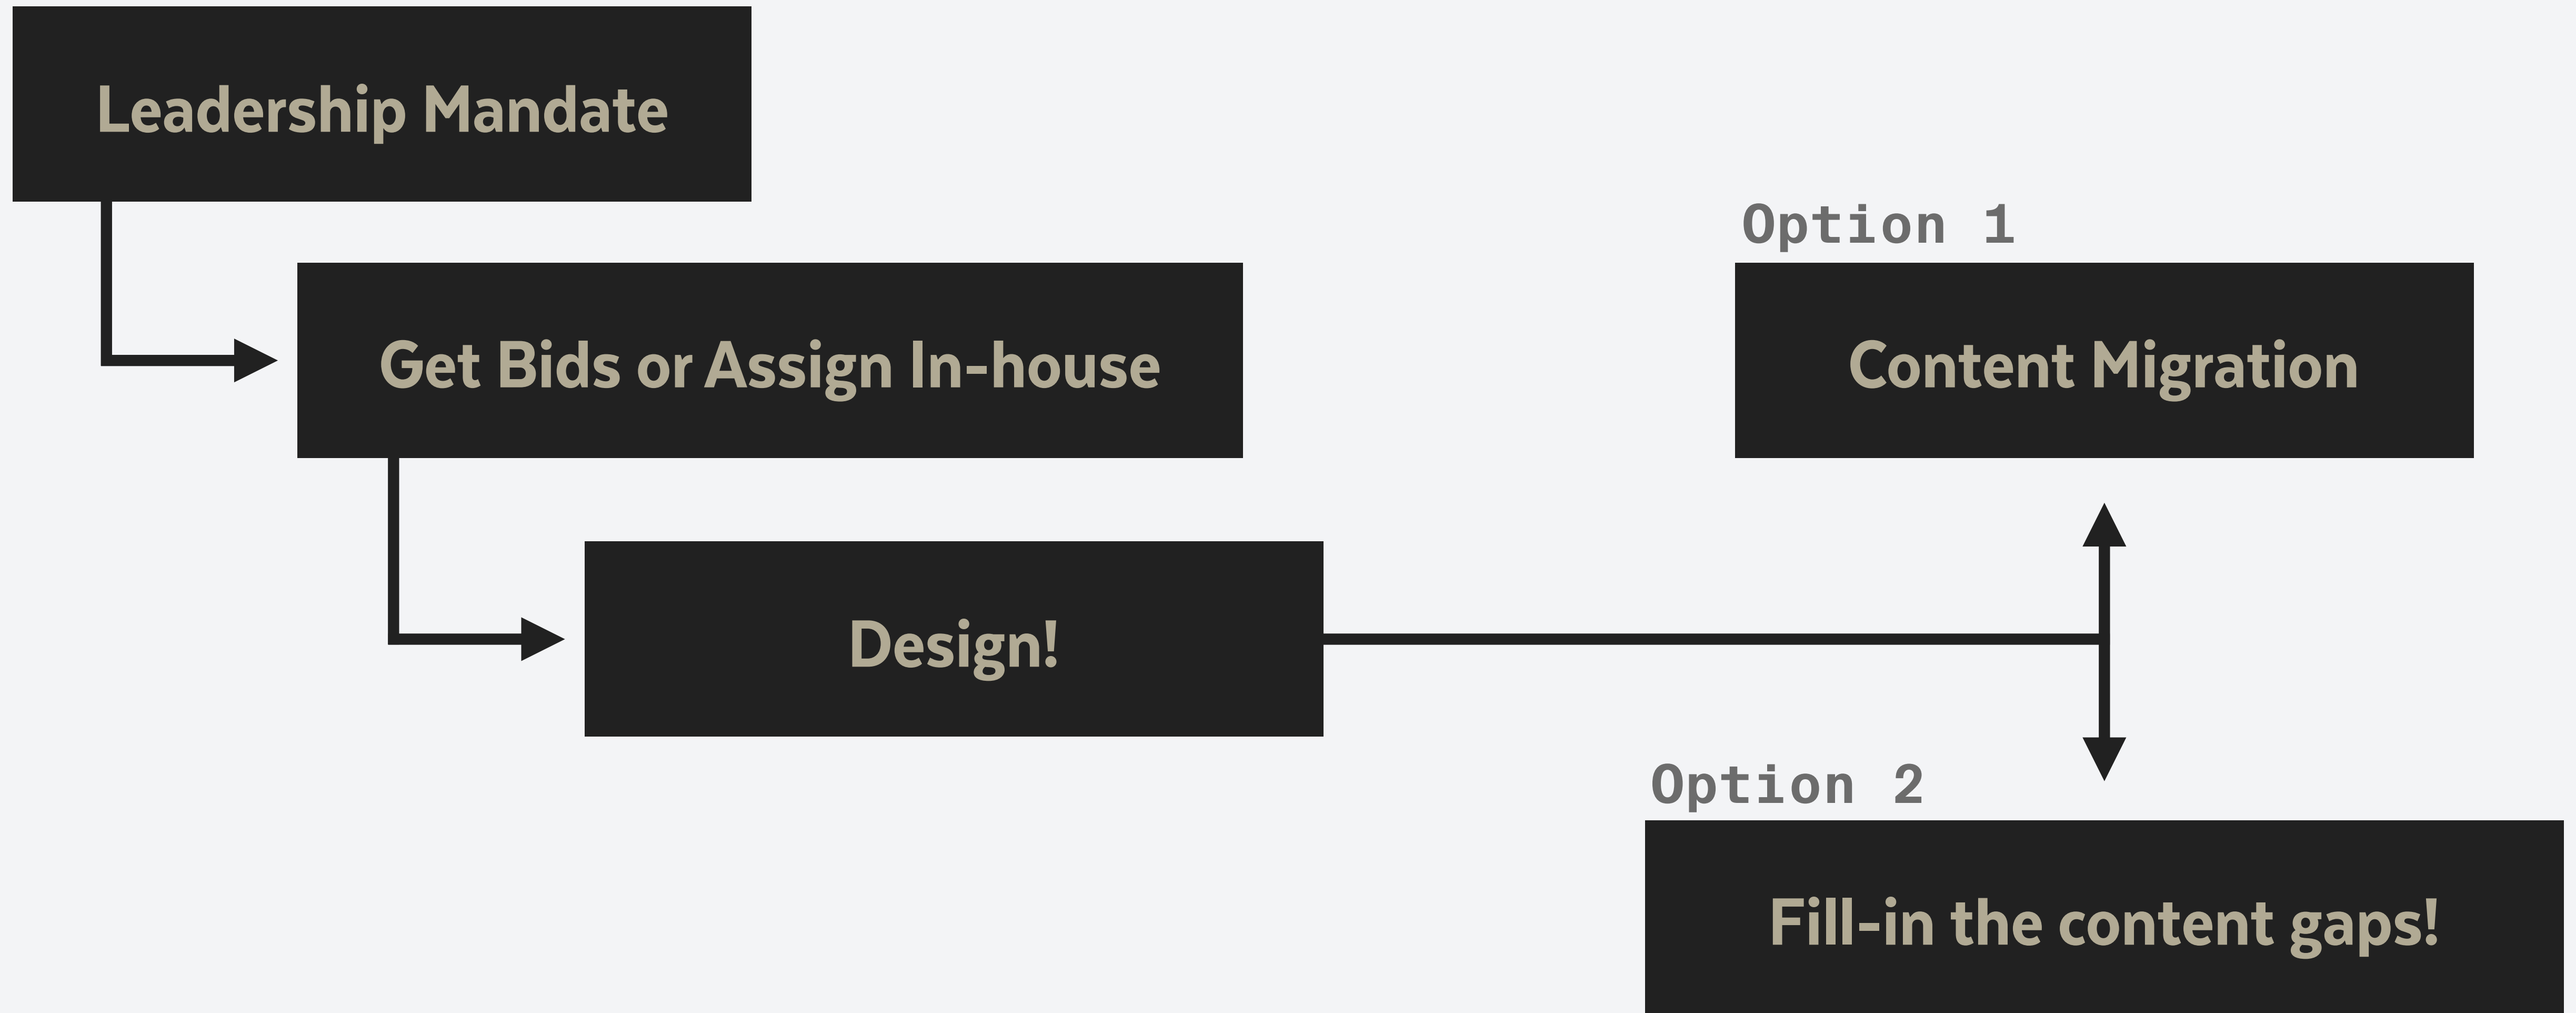 Leadership Mandate
Get Bids or Assign In-house
Design!
Option 1
Content Migration
Option 2
Fill-in the content gaps!